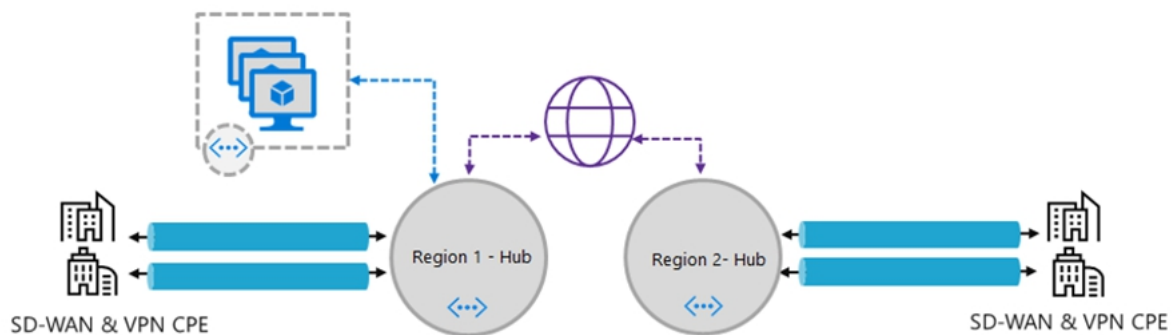 Region 1 - Hub
Region 2- Hub
SD-WAN & VPN CPE
SD-WAN & VPN CPE